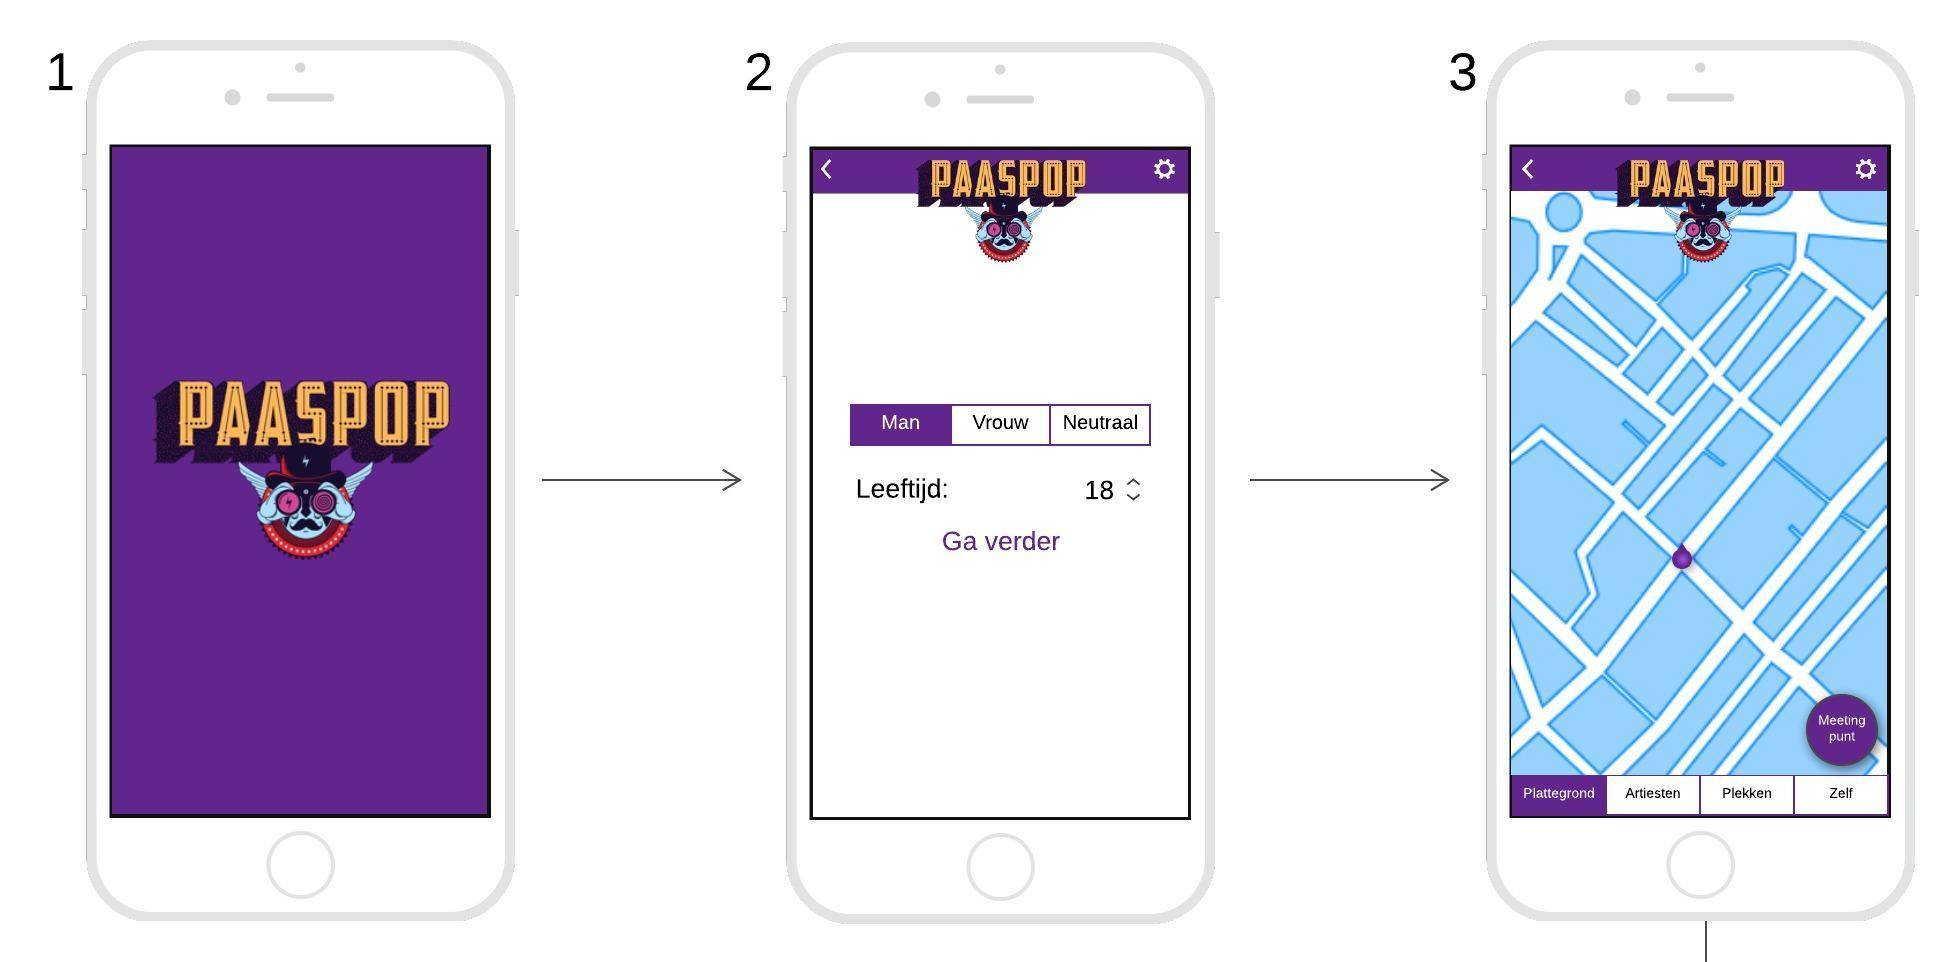 1
PAASPOP
2
PAASPOP
Man Vrouw Neutraal
Leeftijd: 18
Ga verder
3
PAASPOP
Meeting
punt
Plattegrond Artiesten Plekken Zelf